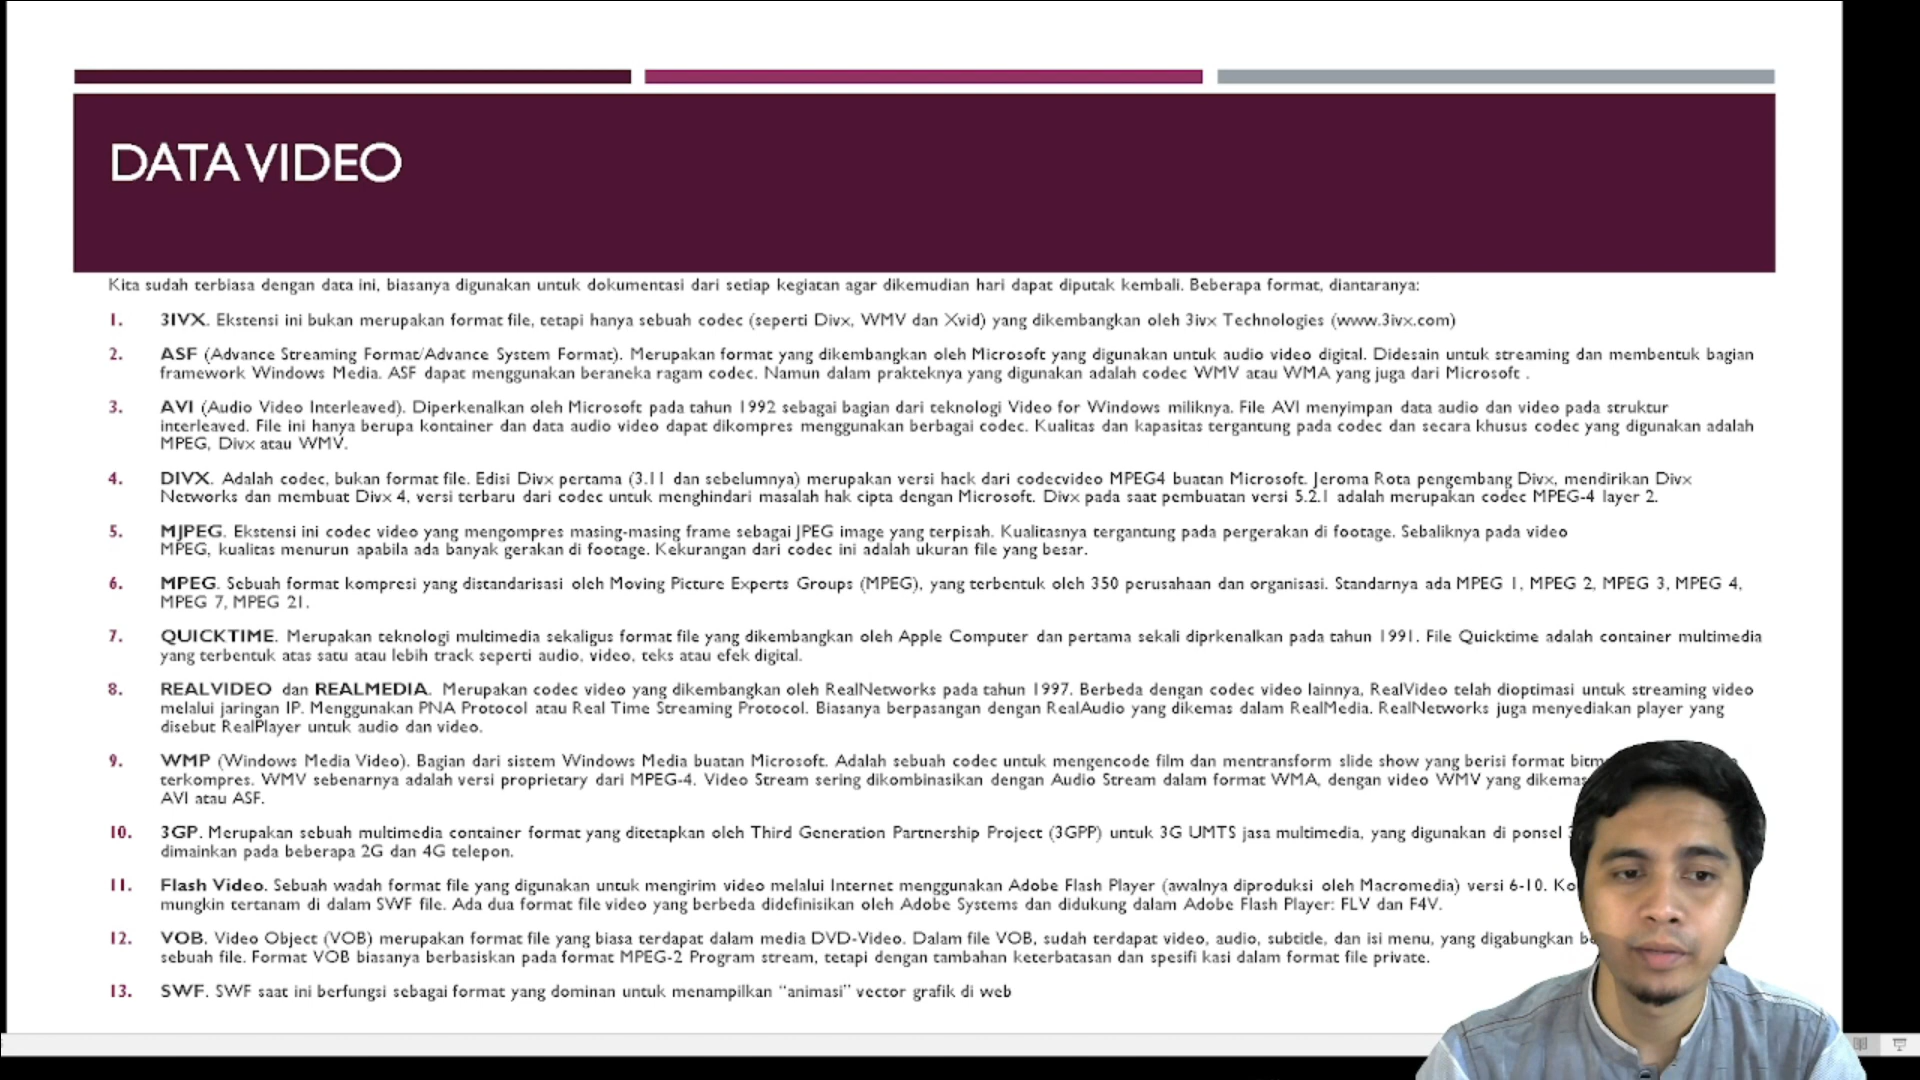 DATA VIDEO
Kita sudah terbiasa dengan data ini, biasanya digunakan untuk dokumentasi dari setiap kegiatan agar dikemudian hari dapat diputak kembali. Beberapa format, diantaranya:
1. 3IVX. Ekstensi ini bukan merupakan format file, tetapi hanya sebuah codec (seperti Divx, WMV dan Xvid) yang dikembangkan oleh 3ivx Technologies (www.3ivx.com)
2. ASF (Advance Streaming Format/Advance System Format). Merupakan format yang dikembangkan oleh Microsoft yang digunakan untuk audio video digital. Didesain untuk streaming dan membentuk bagian
framework Windows Media. ASF dapat menggunakan beraneka ragam codec. Namun dalam prakteknya yang digunakan adalah codec WMV atau WMA yang juga dari Microsoft .
3. AVI (Audio Video Interleaved). Diperkenalkan oleh Microsoft pada tahun 1992 sebagai bagian dari teknologi Video for Windows miliknya. File AVI menyimpan data audio dan video pada struktur
interleaved. File ini hanya berupa kontainer dan data audio video dapat dikompres menggunakan berbagai codec. Kualitas dan kapasitas tergantung pada codec dan secara khusus codec yang digunakan adalah
MPEG, Divx atau WMV.
4. DIVX. Adalah codec, bukan format file. Edisi Divx pertama (3.11 dan sebelumnya) merupakan versi hack dari codecvideo MPEG4 buatan Microsoft. Jeroma Rota pengembang Divx, mendirikan Divx
Networks dan membuat Divx 4, versi terbaru dari codec untuk menghindari masalah hak cipta dengan Microsoft. Divx pada saat pembuatan versi 5.2.1 adalah merupakan codec MPEG-4 layer 2.
5. MJPEG. Ekstensi ini codec video yang mengompres masing-masing frame sebagai JPEG image yang terpisah. Kualitasnya tergantung pada pergerakan di footage. Sebaliknya pada video
MPEG, kualitas menurun apabila ada banyak gerakan di footage. Kekurangan dari codec ini adalah ukuran file yang besar.
6. MPEG. Sebuah format kompresi yang distandarisasi oleh Moving Picture Experts Groups (MPEG), yang terbentuk oleh 350 perusahaan dan organisasi. Standarnya ada MPEG 1, MPEG 2, MPEG 3, MPEG 4,
MPEG 7, MPEG 21.
7. QUICKTIME. Merupakan teknologi multimedia sekaligus format file yang dikembangkan oleh Apple Computer dan pertama sekali diprkenalkan pada tahun 1991. File Quicktime adalah container multimedia
yang terbentuk atas satu atau lebih track seperti audio, video, teks atau efek digital.
8. REALVIDEO dan REALMEDIA. Merupakan codec video yang dikembangkan oleh RealNetworks pada tahun 1997. Berbeda dengan codec video lainnya, RealVideo telah dioptimasi untuk streaming video
melalui jaringan IP. Menggunakan PNA Protocol atau Real Time Streaming Protocol. Biasanya berpasangan dengan RealAudio yang dikemas dalam RealMedia. RealNetworks juga menyediakan player yang
disebut RealPlayer untuk audio dan video.
9. WMP (Windows Media Video). Bagian dari sistem Windows Media buatan Microsoft. Adalah sebuah codec untuk mengencode film dan mentransform slide show yang berisi format
terkompres. WMV sebenarnya adalah versi proprietary dari MPEG-4. Video Stream sering dikombinasikan dengan Audio Stream dalam format WMA, dengan video WMV yang dikemas
AVI atau ASF.
10. 3GP. Merupakan sebuah multimedia container format yang ditetapkan oleh Third Generation Partnership Project (3GPP) untuk 3G UMTS jasa multimedia, yang digunakan di ponsel
dimainkan pada beberapa 2G dan 4G telepon.
11. Flash Video. Sebuah wadah format file yang digunakan untuk mengirim video melalui Internet menggunakan Adobe Flash Player (awalnya diproduksi oleh Macromedia) versi 6-10.
mungkin tertanam di dalam SWF file. Ada dua format file video yang berbeda didefinisikan oleh Adobe Systems dan didukung dalam Adobe Flash Player: FLV dan F4V.
12. VOB. Video Object (VOB) merupakan format file yang biasa terdapat dalam media DVD-Video. Dalam file VOB, sudah terdapat video, audio, subtitle, dan isi menu, yang digabungkan
sebuah file. Format VOB biasanya berbasiskan pada format MPEG-2 Program stream, tetapi dengan tambahan keterbatasan dan spesifi kasi dalam format file private.
13. SWF. SWF saat ini berfungsi sebagai format yang dominan untuk menampilkan “animasi” vector grafik di web